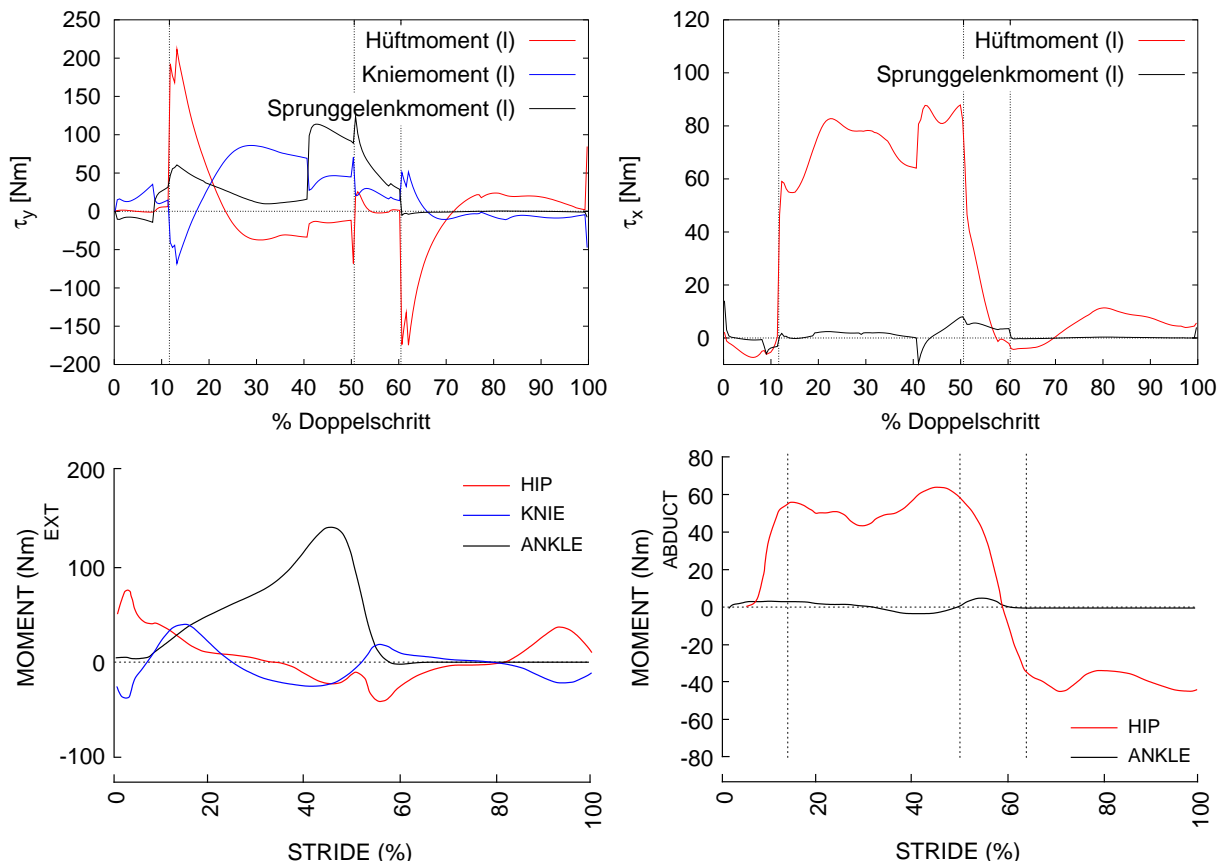 250
200
150
100
50
0
−50
−100
−150
−200
τy [Nm]
0 10 20 30 40 50 60 70 80 90 100
% Doppelschritt
Hüftmoment (l)
Kniemoment (l)
Sprunggelenkmoment (l)
120
100
80
60
40
20
0
τx [Nm]
0 10 20 30 40 50 60 70 80 90 100
% Doppelschritt
Hüftmoment (l)
Sprunggelenkmoment (l)
200
100
0
-100
MOMENT (Nm)
EXT
HIP
KNIE
ANKLE
0 20 40 60 80 100
STRIDE (%)
80
60
40
20
0
-20
-40
-60
-80
MOMENT (Nm)
ABDUCT
HIP
ANKLE
0 20 40 60 80 100
STRIDE (%)